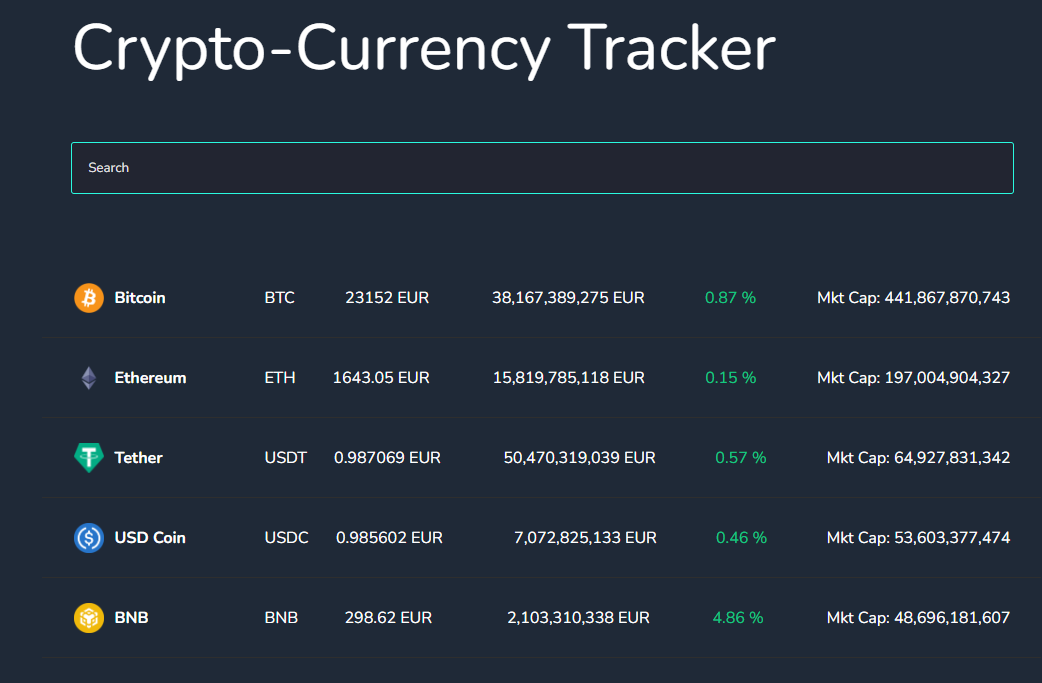 Crypto-Currency Tracker
Search
Bitcoin BTC 23152 EUR 38,167,389,275 EUR 0.87 % Mkt Cap: 441,867,870,743
Ethereum ETH 1643.05 EUR 15,819,785,118 EUR 0.15 % Mkt Cap: 197,004,904,327
Tether USDT 0.987069 EUR 50,470,319,039 EUR 0.57 % Mkt Cap: 64,927,831,342
USD Coin USDC 0.985602 EUR 7,072,825,133 EUR 0.46 % Mkt Cap: 53,603,377,474
BNB BNB 298.62 EUR 2,103,310,338 EUR 4.86 % Mkt Cap: 48,696,181,607